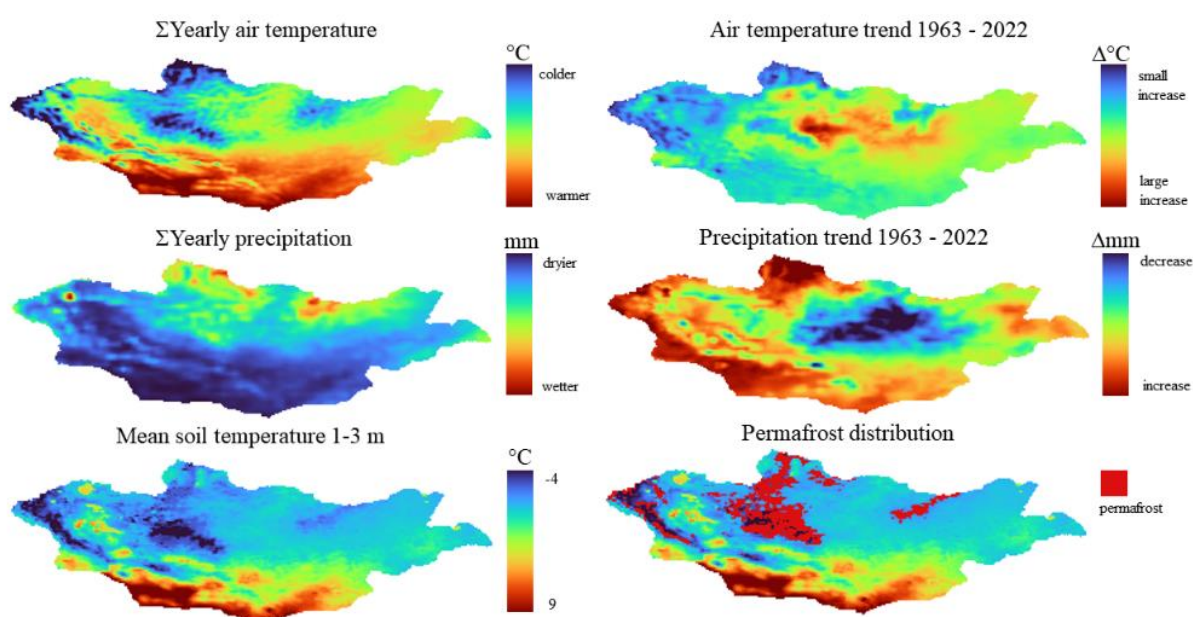 ΣYearly air temperature
°C
colder
warmer
Air temperature trend 1963 - 2022
Δ°C
small
increase
large
increase
ΣYearly precipitation
mm
dryier
wetter
Precipitation trend 1963 - 2022
Δmm
decrease
increase
Mean soil temperature 1-3 m
°C
-4
9
Permafrost distribution
permafrost